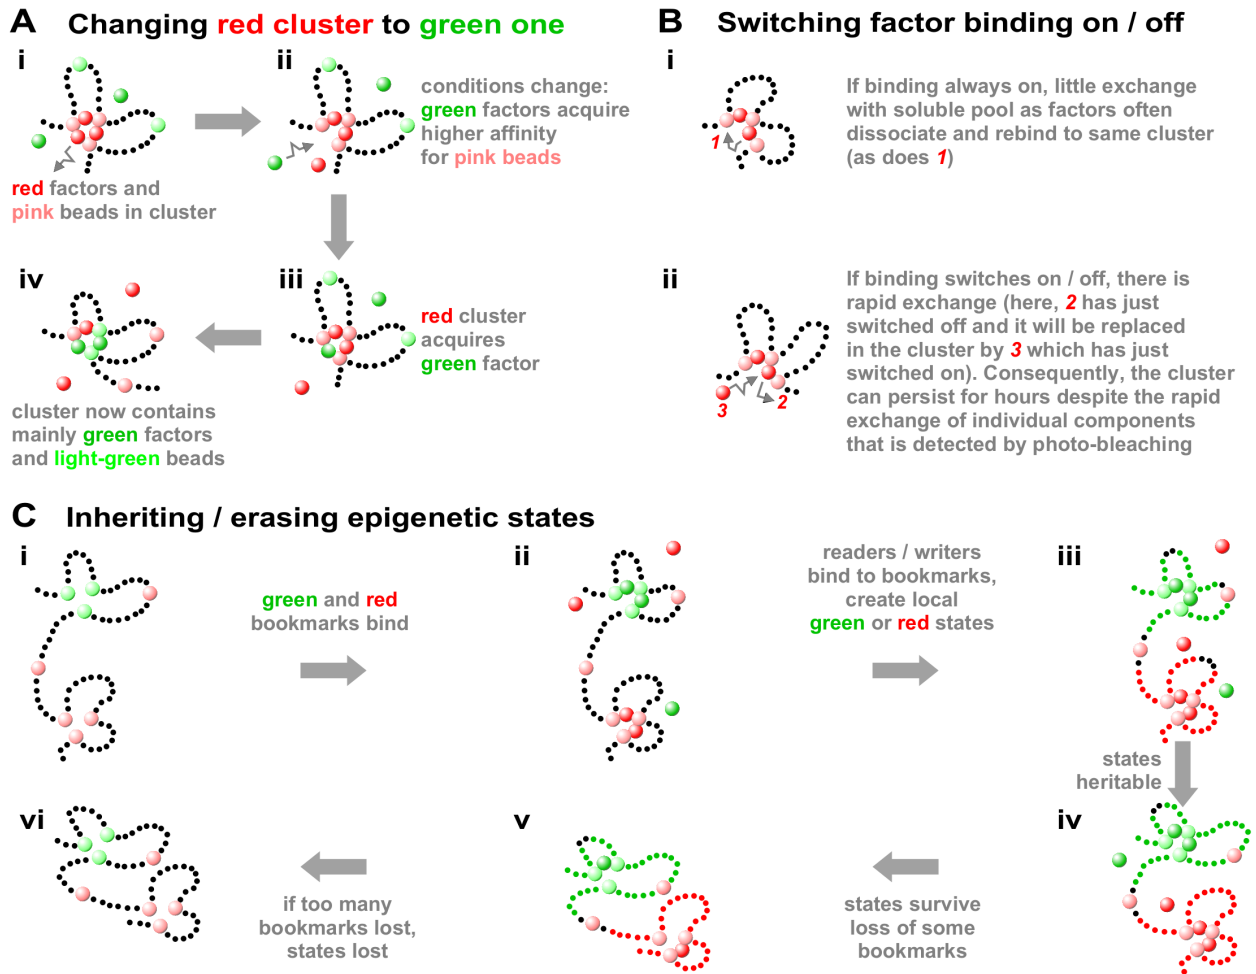 A Changing red cluster to green one
i
ii
conditions change:
green factors acquire
higher affinity
for pink beads
red factors and
pink beads in cluster
iv
iii
red cluster
acquires
green factor
cluster now contains
mainly green factors
and light-green beads
B Switching factor binding on / off
i
1
If binding always on, little exchange
with soluble pool as factors often
dissociate and rebind to same cluster
(as does 1)
ii
3
2
If binding switches on / off, there is
rapid exchange (here, 2 has just
switched off and it will be replaced
in the cluster by 3 which has just
switched on). Consequently, the cluster
can persist for hours despite the rapid
exchange of individual components
that is detected by photo-bleaching
C Inheriting / erasing epigenetic states
i
green and red
bookmarks bind
ii
readers / writers
bind to bookmarks,
create local
green or red states
iii
states
heritable
vi
if too many
bookmarks lost,
states lost
v
states survive
loss of some
bookmarks
iv